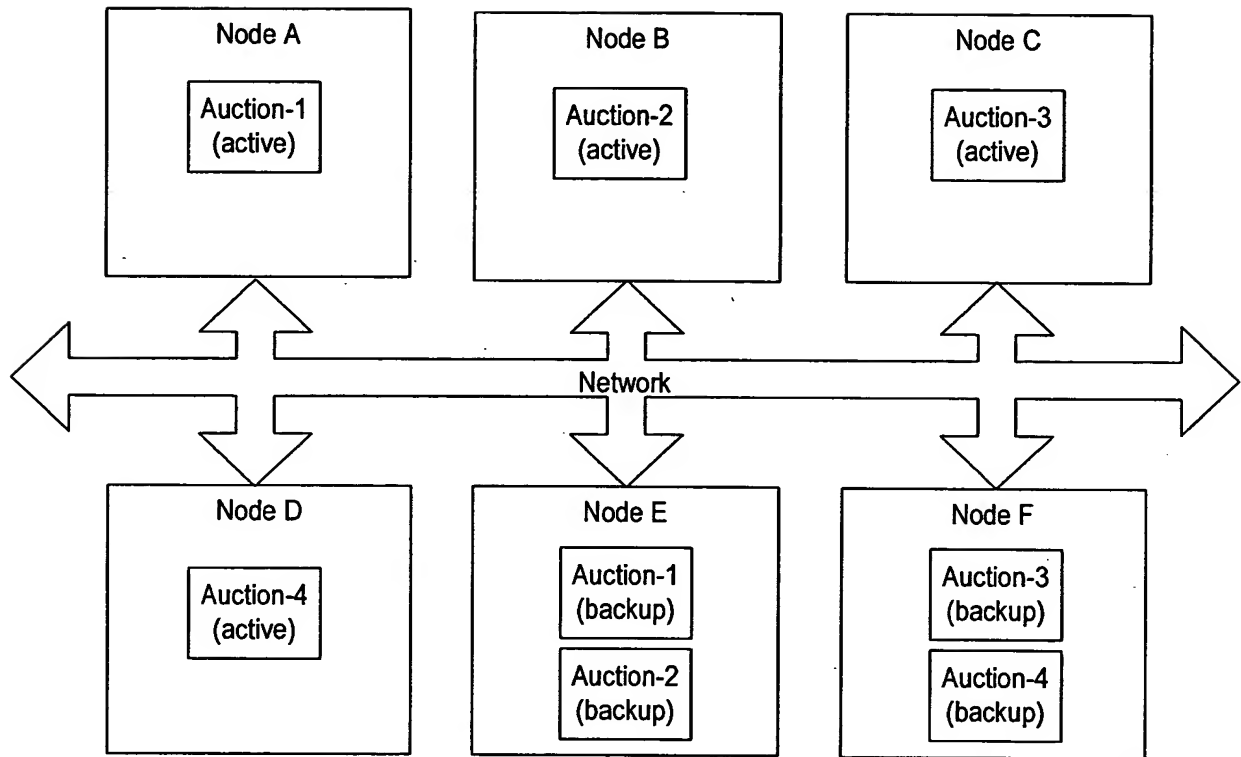 Node A
Auction-1
(active)
Node B
Auction-2
(active)
Node C
Auction-3
(active)
Network
Node D
Auction-4
(active)
Node E
Auction-1
(backup)
Auction-2
(backup)
Node F
Auction-3
(backup)
Auction-4
(backup)